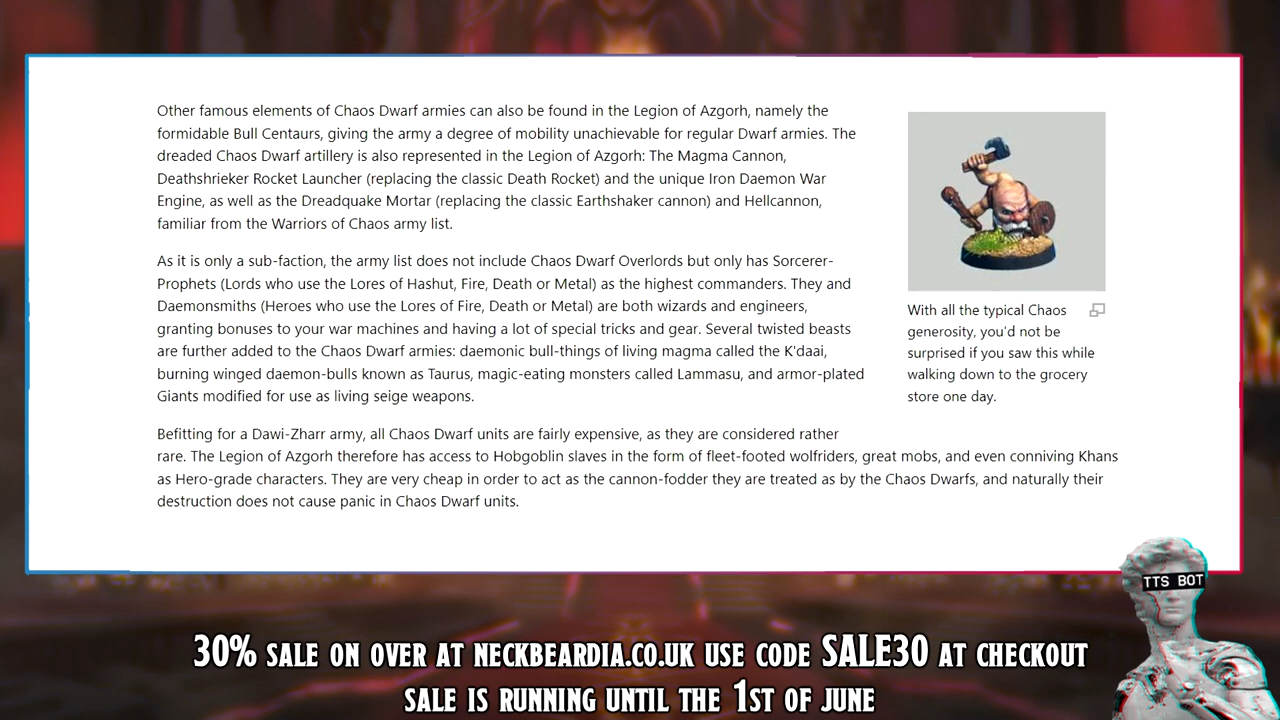 Other famous elements of Chaos Dwarf armies can also be found in the Legion of Azgorh, namely the
formidable Bull Centaurs, giving the army a degree of mobility unachievable for regular Dwarf armies. The
dreaded Chaos Dwarf artillery is also represented in the Legion of Azgorh: The Magma Cannon,
Deathshrieker Rocket Launcher (replacing the classic Death Rocket) and the unique Iron Daemon War
Engine, as well as the Dreadquake Mortar (replacing the classic Earthshaker cannon) and Hellcannon,
familiar from the Warriors of Chaos army list.
As it is only a sub-faction, the army list does not include Chaos Dwarf Overlords but only has Sorcerer-
Prophets (Lords who use the Lores of Hashut, Fire, Death or Metal) as the highest commanders. They and
Daemonsmiths (Heroes who use the Lores of Fire, Death or Metal) are both wizards and engineers,
granting bonuses to your war machines and having a lot of special tricks and gear. Several twisted beasts
are further added to the Chaos Dwarf armies: daemonic bull-things of living magma called the K'daai,
burning winged daemon-bulls known as Taurus, magic-eating monsters called Lammasu, and armor-plated
Giants modified for use as living seige weapons.
With all the typical Chaos
generosity, you'd not be
surprised if you saw this while
walking down to the grocery
store one day.
Befitting for a Dawi-Zharr army, all Chaos Dwarf units are fairly expensive, as they are considered rather
rare. The Legion of Azgorh therefore has access to Hobgoblin slaves in the form of fleet-footed wolfriders, great mobs, and even conniving Khans
as Hero-grade characters. They are very cheap in order to act as the cannon-fodder they are treated as by the Chaos Dwarfs, and naturally their
destruction does not cause panic in Chaos Dwarf units.
TTS BOT
30% SALE ON OVER AT NECKBEARDIA.CO.UK USE CODE SALE30 AT CHECKOUT
SALE IS RUNNING UNTIL THE 1ST OF JUNE